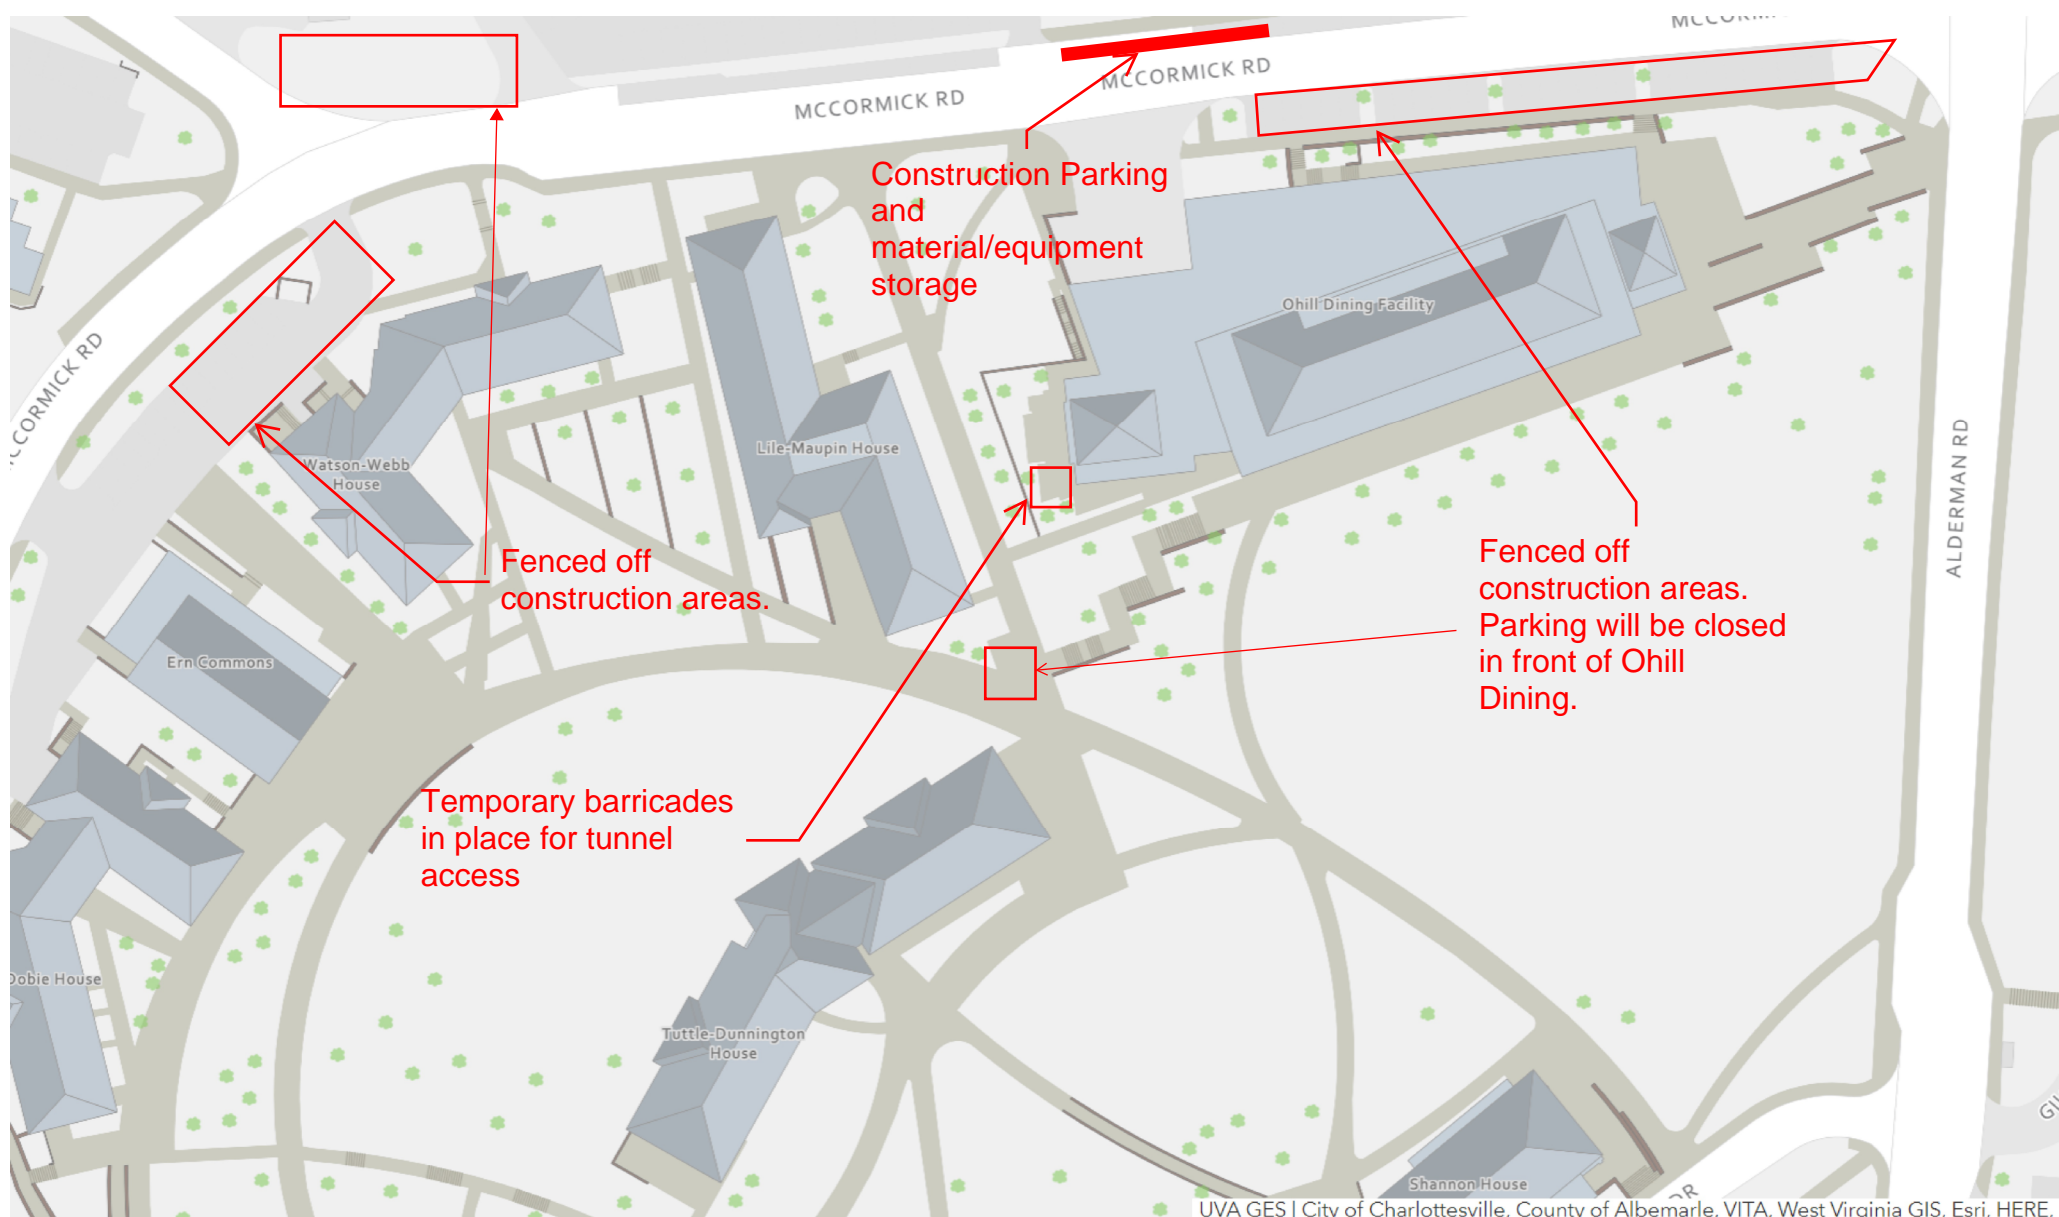 MCCORMICK RD
MCCORMICK RD
Construction Parking
and
material/equipment
storage
Ohill Dining Facility
MCCORMICK RD
Lile-Maupin House
Watson-Webb
House
ALDERMAN RD
Fenced off
construction areas.
Fenced off
construction areas.
Parking will be closed
in front of Ohill
Dining.
Ern Commons
Temporary barricades
in place for tunnel
access
Dobie House
Tuttle-Dunnington
House
Shannon House
DR
UVA GES | City of Charlottesville, County of Albemarle, VITA, West Virginia GIS, Esri, HERE,